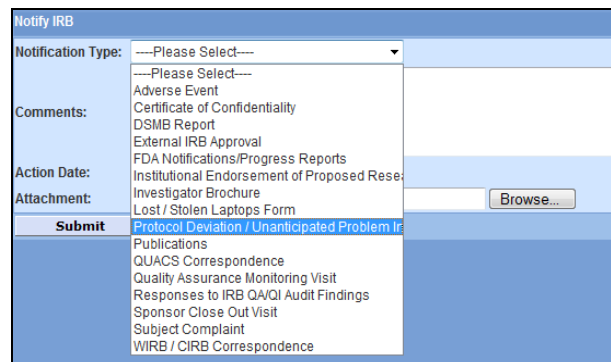 Notify IRB
Notification Type: ----Please Select----
----Please Select----
Adverse Event
Certificate of Confidentiality
Comments:
DSMB Report
External IRB Approval
FDA Notifications/Progress Reports
Action Date:
Institutional Endorsement of Proposed Resea
Investigator Brochure
Attachment:
Browse...
Lost / Stolen Laptops Form
Submit
Protocol Deviation / Unanticipated Problem In
Publications
QUACS Correspondence
Quality Assurance Monitoring Visit
Responses to IRB QA/QI Audit Findings
Sponsor Close Out Visit
Subject Complaint
WIRB / CIRB Correspondence